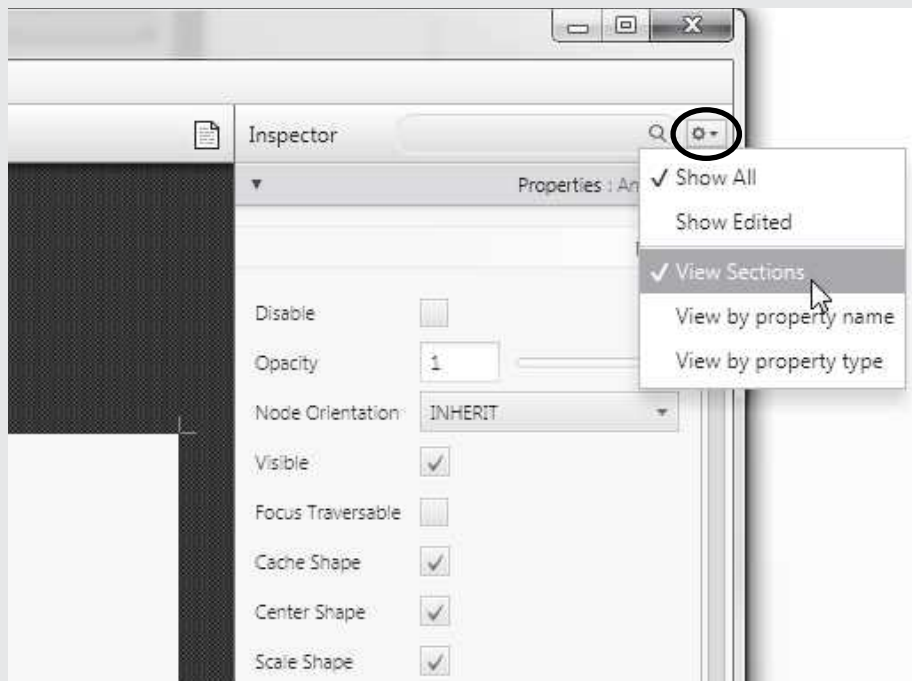 Inspector
Properties : An
✓ Show All
Show Edited
✓ View Sections
View by property name
View by property type
Disable
Opacity 1
Node Orientation INHERIT
Visible
Focus Traversable
Cache Shape
Center Shape
Scale Shape